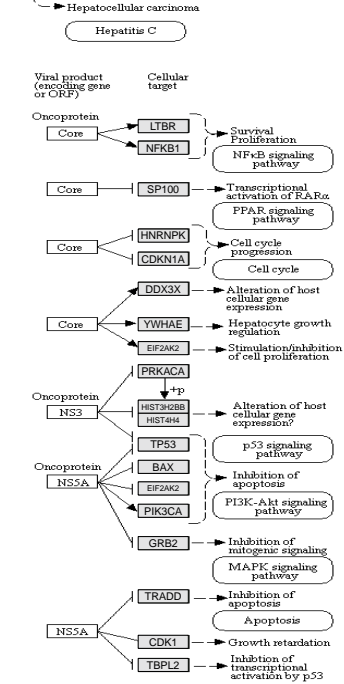 Hepatocellular carcinoma
Hepatitis C
Viral product
(encoding gene
or ORF)
Cellular
target
Oncoprotein
Core
LTBR
NFKB1
Survival
Proliferation
NFκB signaling
pathway
Core
SP100
Transcriptional
activation of RARα
PPAR signaling
pathway
Core
HNRNPK
CDKN1A
Cell cycle
progression
Cell cycle
Core
DDX3X
YWHAE
EIF2AK2
Alteration of host
cellular gene
expression
Hepatocyte growth
regulation
Stimulation/inhibition
of cell proliferation
Oncoprotein
NS3
PRKACA
+p
HIST3H2BB
HIST4H4
Alteration of host
cellular gene
expression?
TP53
p53 signaling
pathway
Oncoprotein
NS5A
BAX
EIF2AK2
PIK3CA
Inhibition of
apoptosis
PI3K-Akt signaling
pathway
GRB2
Inhibition of
mitogenic signaling
MAPK signaling
pathway
NS5A
TRADD
Inhibition of
apoptosis
Apoptosis
CDK1
Growth retardation
TBPL2
Inhibtion of
transcriptional
activation by p53